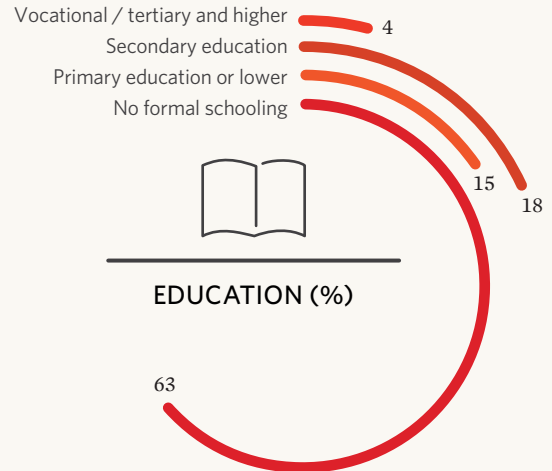 Vocational / tertiary and higher
4
Secondary education
Primary education or lower
No formal schooling
15
18
EDUCATION (%)
63